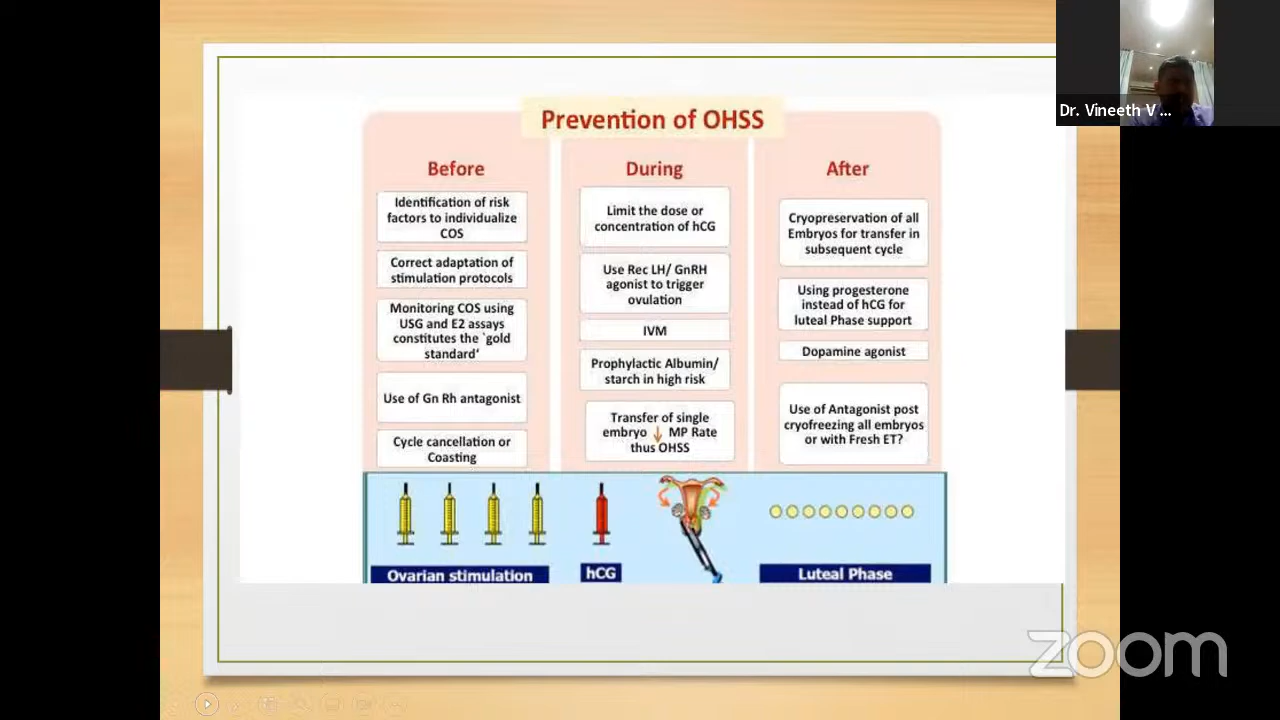 Prevention of OHSS
Before
Identification of risk
factors to individualize
COS
Correct adaptation of
stimulation protocols
Monitoring COS using
USG and E2 assays
constitutes the `gold
standard'
Use of Gn Rh antagonist
Cycle cancellation or
Coasting
During
Limit the dose or
concentration of hCG
Use Rec LH/ GnRH
agonist to trigger
ovulation
IVM
Prophylactic Albumin/
starch in high risk
Transfer of single
embryo ↓ MP Rate
thus OHSS
After
Cryopreservation of all
Embryos for transfer in
subsequent cycle
Using progesterone
instead of hCG for
luteal Phase support
Dopamine agonist
Use of Antagonist post
cryofreezing all embryos
or with Fresh ET?
Ovarian stimulation
hCG
Luteal Phase
Dr. Vineeth V ...
zoom